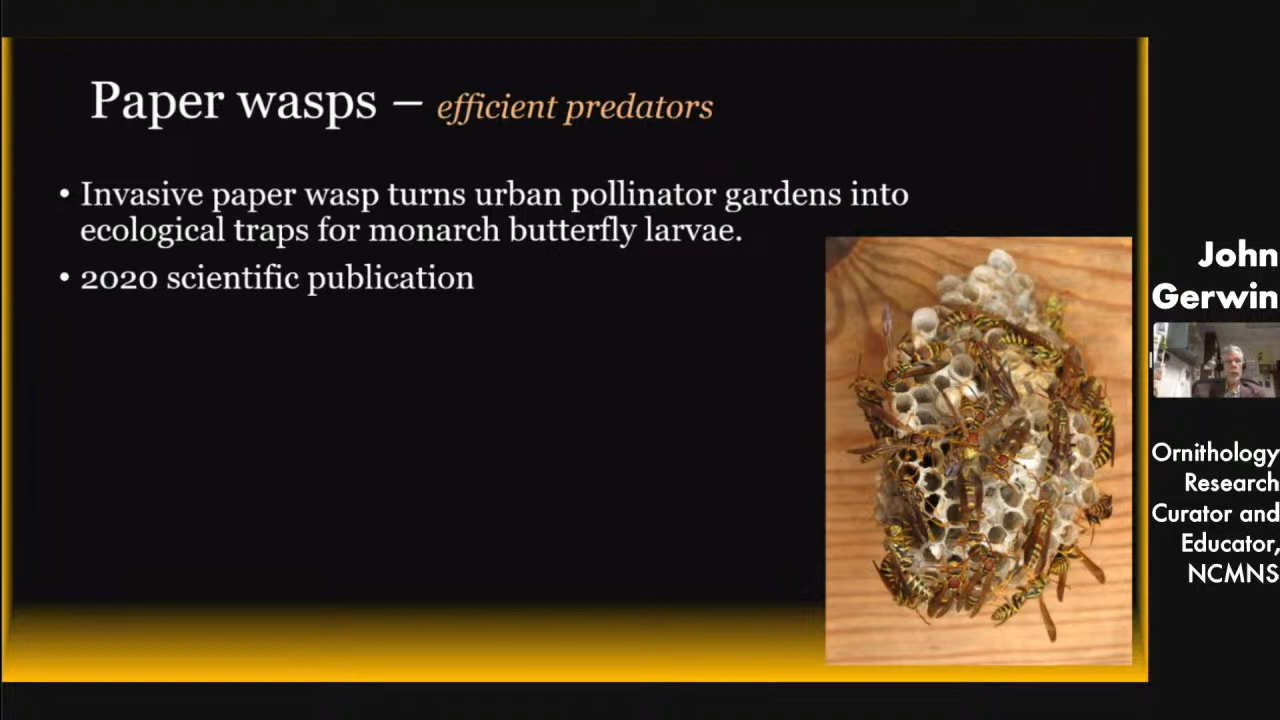 Paper wasps – efficient predators
• Invasive paper wasp turns urban pollinator gardens into
ecological traps for monarch butterfly larvae.
• 2020 scientific publication
John
Gerwin
Ornithology
Research
Curator and
Educator,
NCMNS